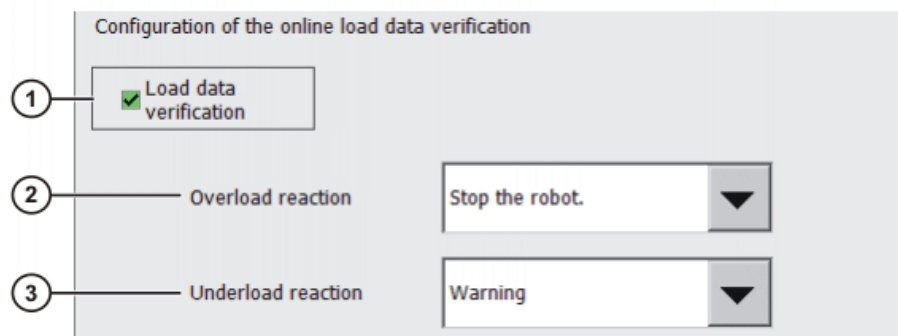 Configuration of the online load data verification
1
Load data
verification
2
Overload reaction
Stop the robot.
3
Underload reaction
Warning